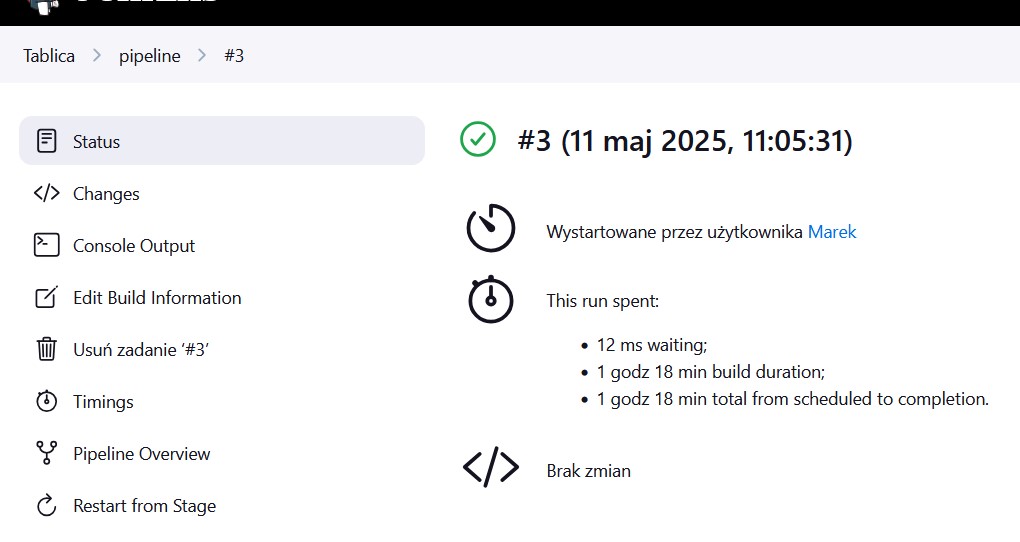 Tablica > pipeline > #3
Status
Changes
Console Output
Edit Build Information
Usuń zadanie ‘#3’
Timings
Pipeline Overview
Restart from Stage
#3 (11 maj 2025, 11:05:31)
Wystartowane przez użytkownika Marek
This run spent:
• 12 ms waiting;
• 1 godz 18 min build duration;
• 1 godz 18 min total from scheduled to completion.
Brak zmian